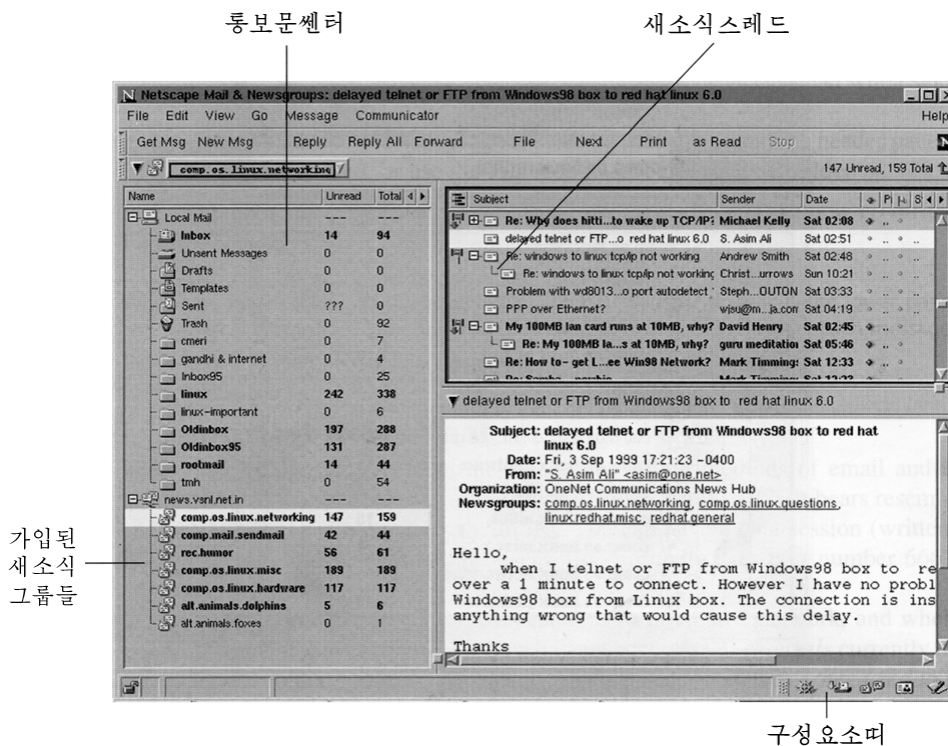 통보문쎈터
새소식스레드
Netscape Mail & Newsgroups: delayed telnet or FTP from Windows98 box to red hat linux 6.0
File Edit View Go Message Communicator Help
Get Msg New Msg Reply Reply All Forward File Next Print as Read Stop
comp.os.linux.networking 147 Unread, 159 Total
Name Unread Total
Local Mail --- ---
Inbox 14 94
Unsent Messages 0 0
Drafts 0 0
Templates 0 0
Sent ??? 0
Trash 0 92
cmeri 0 7
gandhi & internet 0 4
Inbox95 0 25
linux 242 338
linux-important 0 6
Oldinbox 197 288
Oldinbox95 131 287
rootmail 14 44
tmh 0 54
news.vsnl.net.in --- ---
comp.os.linux.networking 147 159
comp.mail.sendmail 42 44
rec.humor 56 61
comp.os.linux.misc 189 189
comp.os.linux.hardware 117 117
alt.animals.dolphins 5 6
alt.animals.foxes 0 1
가입된
새소식
그룹들
Subject Sender Date
Re: Why does hitti...to wake up TCP/IP? Michael Kelly Sat 02:08
delayed telnet or FTP...o red hat linux 6.0 S. Asim Ali Sat 02:51
Re: windows to linux tcp/ip not working Andrew Smith Sat 02:48
Re: windows to linux tcp/ip not working Christ...urrows Sun 10:21
Problem with wd8013...o port autodetect Steph...OUTON Sat 03:33
PPP over Ethernet? wjsu@m...ja.com Sat 04:19
My 100MB lan card runs at 10MB, why? David Henry Sat 02:45
Re: My 100MB la...s at 10MB, why? guru meditation Sat 05:46
Re: How to- get L...ee Win98 Network? Mark Timmings Sat 12:33
delayed telnet or FTP from Windows98 box to red hat linux 6.0
Subject: delayed telnet or FTP from Windows98 box to red hat
linux 6.0
Date: Fri, 3 Sep 1999 17:21:23 -0400
From: "S. Asim Ali" <asim@one.net>
Organization: OneNet Communications News Hub
Newsgroups: comp.os.linux.networking, comp.os.linux.questions,
linux.redhat.misc, redhat.general
Hello,
when I telnet or FTP from Windows98 box to re
over a 1 minute to connect. However I have no probl
Windows98 box from Linux box. The connection is ins
anything wrong that would cause this delay.
Thanks
구성요소띠